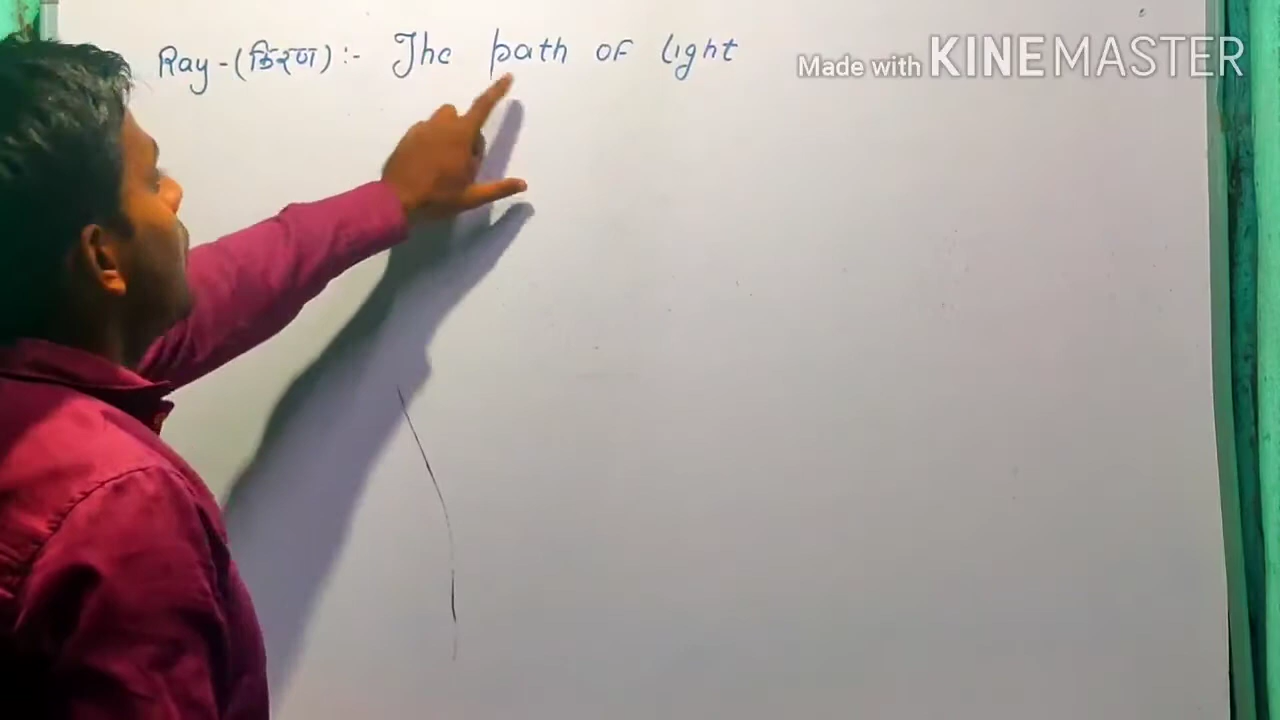 Ray-(किरण):- The path of light
Made with KINEMASTER